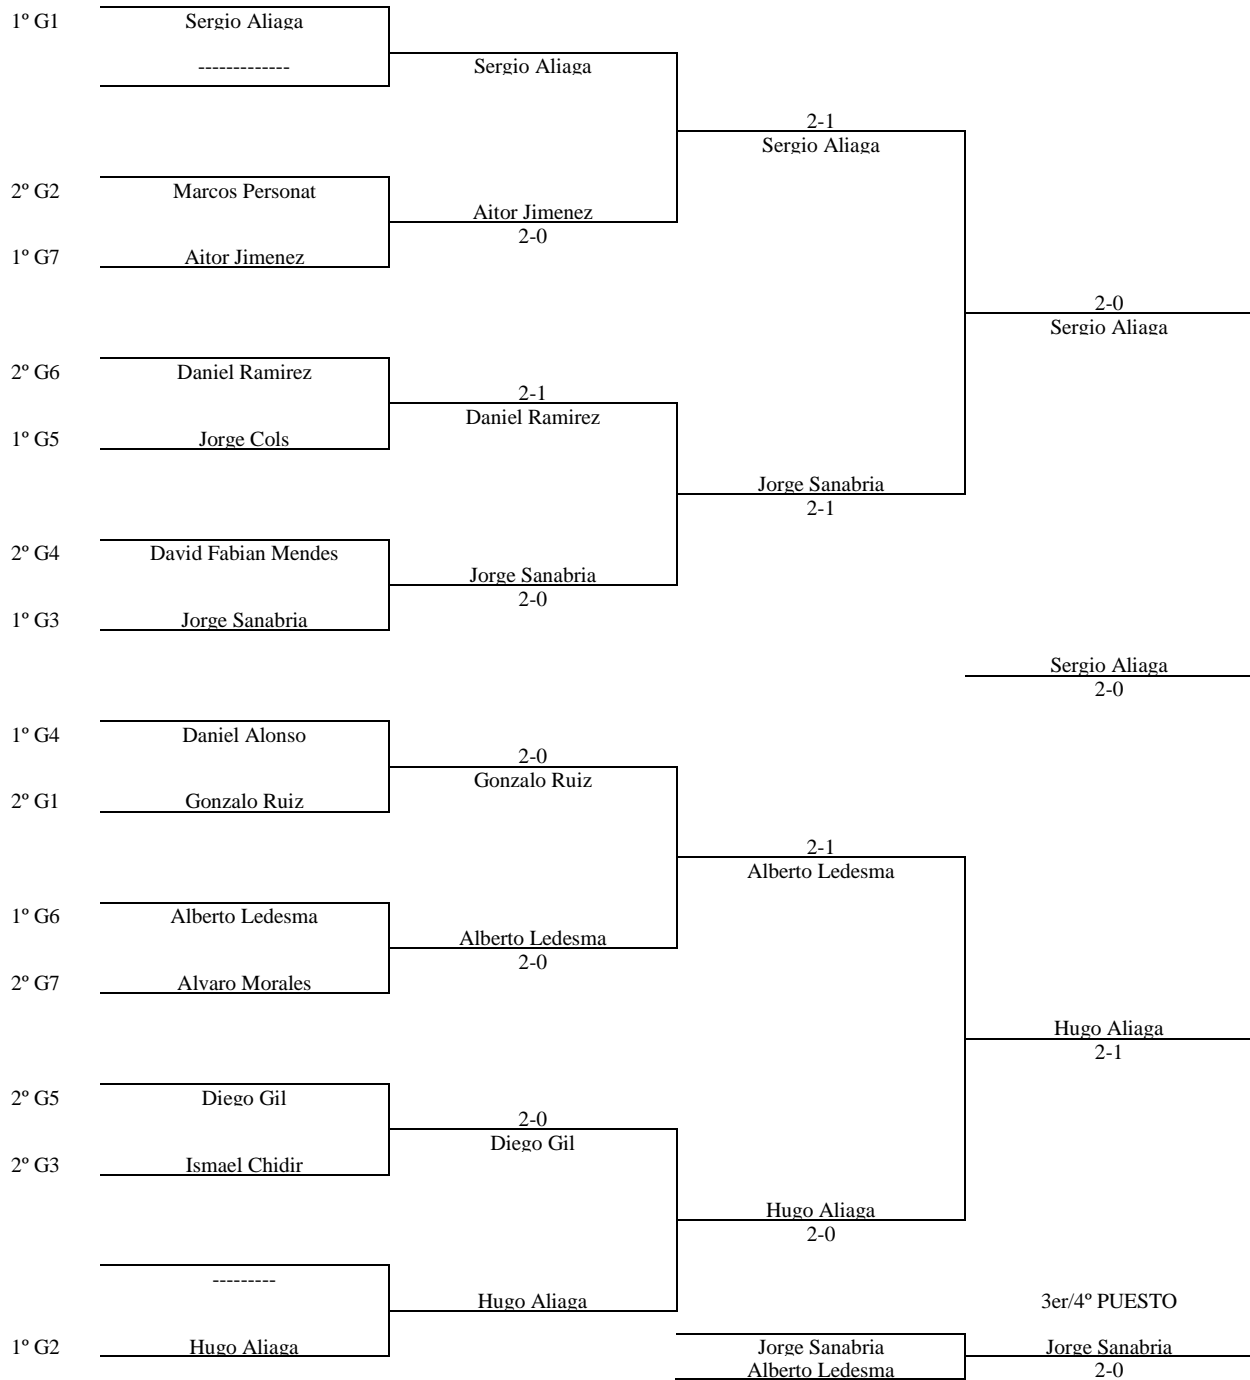 1º G1 Sergio Aliaga
-------------
Sergio Aliaga
2-1
Sergio Aliaga
2º G2 Marcos Personat
Aitor Jimenez
2-0
1º G7 Aitor Jimenez
2-0
Sergio Aliaga
2º G6 Daniel Ramirez
2-1
Daniel Ramirez
1º G5 Jorge Cols
Jorge Sanabria
2-1
2º G4 David Fabian Mendes
Jorge Sanabria
2-0
1º G3 Jorge Sanabria
Sergio Aliaga
2-0
1º G4 Daniel Alonso
2-0
Gonzalo Ruiz
2º G1 Gonzalo Ruiz
2-1
Alberto Ledesma
1º G6 Alberto Ledesma
Alberto Ledesma
2-0
2º G7 Alvaro Morales
Hugo Aliaga
2-1
2º G5 Diego Gil
2-0
Diego Gil
2º G3 Ismael Chidir
Hugo Aliaga
2-0
---------
Hugo Aliaga
3er/4º PUESTO
1º G2 Hugo Aliaga
Jorge Sanabria
Jorge Sanabria
Alberto Ledesma
2-0